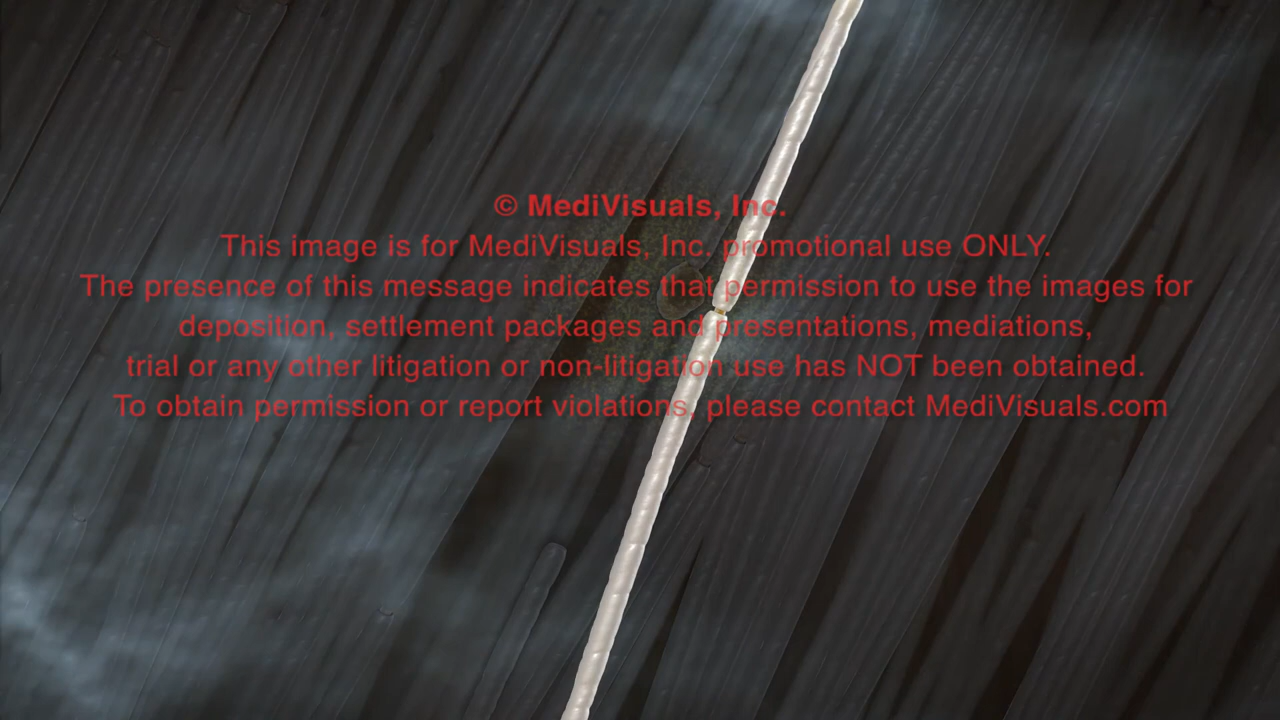 © MediVisuals, Inc.
This image is for MediVisuals, Inc. promotional use ONLY.
The presence of this message indicates that permission to use the images for
deposition, settlement packages and presentations, mediations,
trial or any other litigation or non-litigation use has NOT been obtained.
To obtain permission or report violations, please contact MediVisuals.com